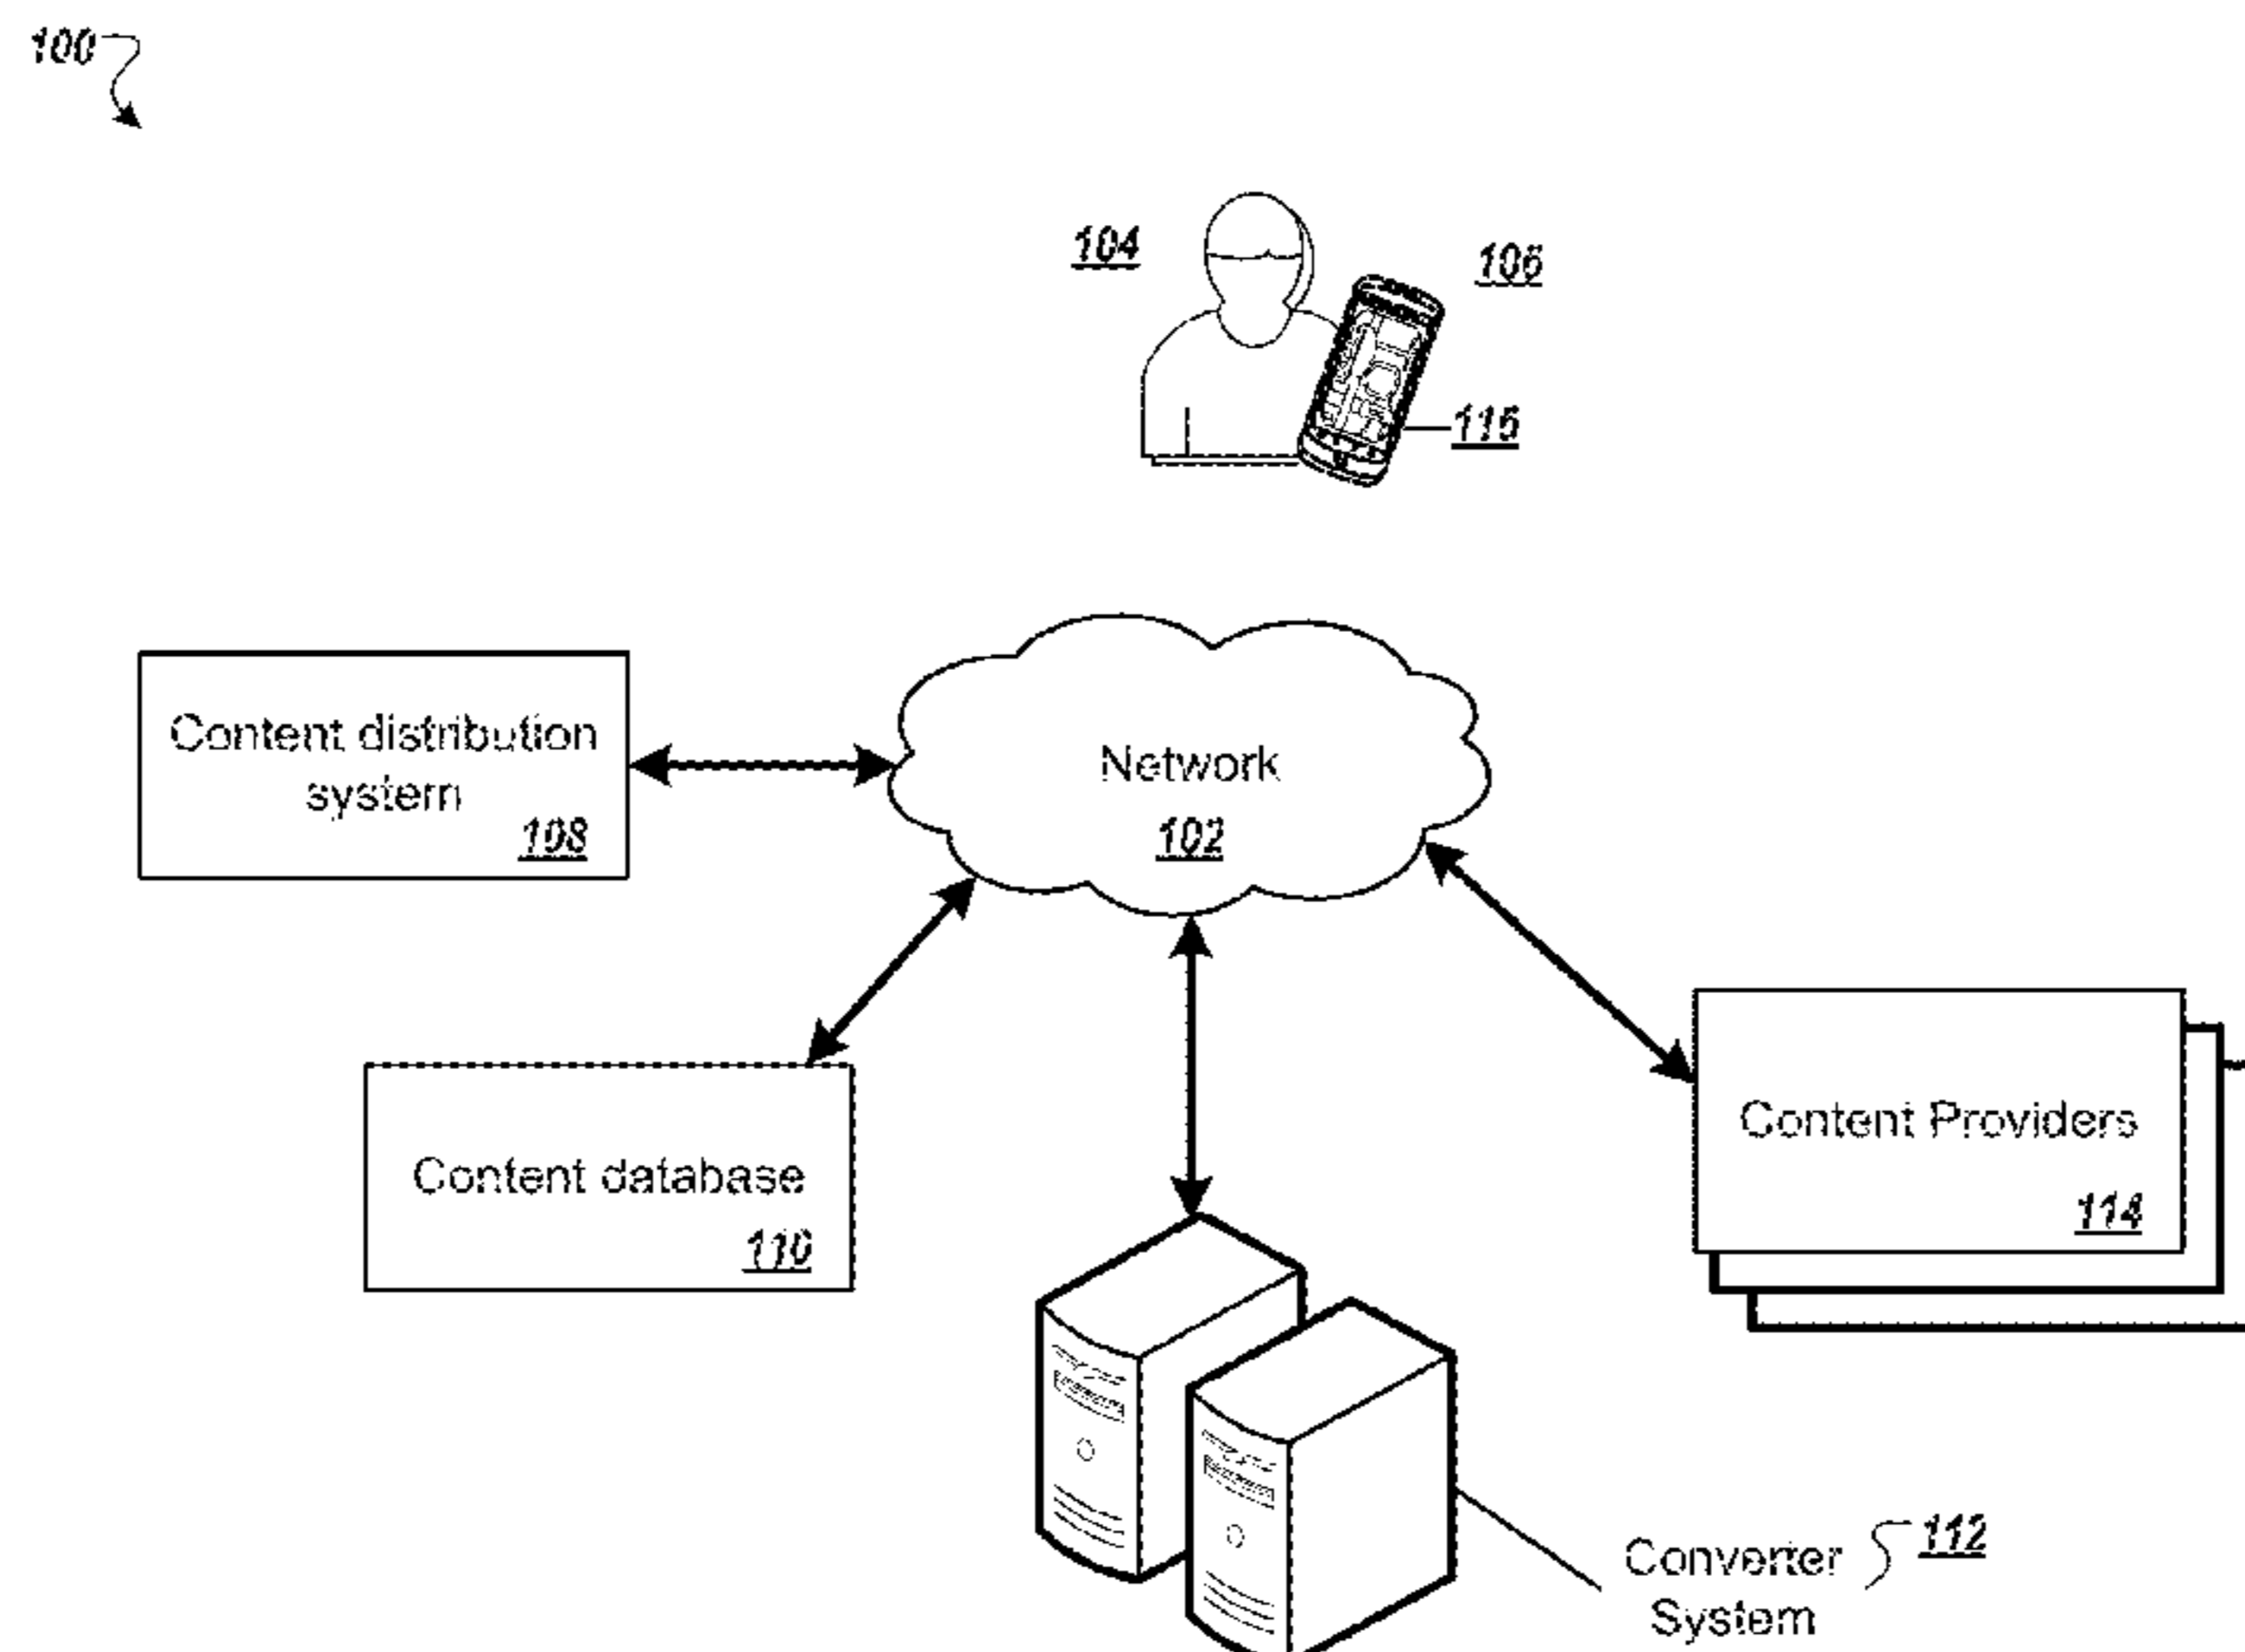 100
104
106
116
Content distribution
system
108
Network
102
Content database
110
Content Providers
114
Converter
System
112